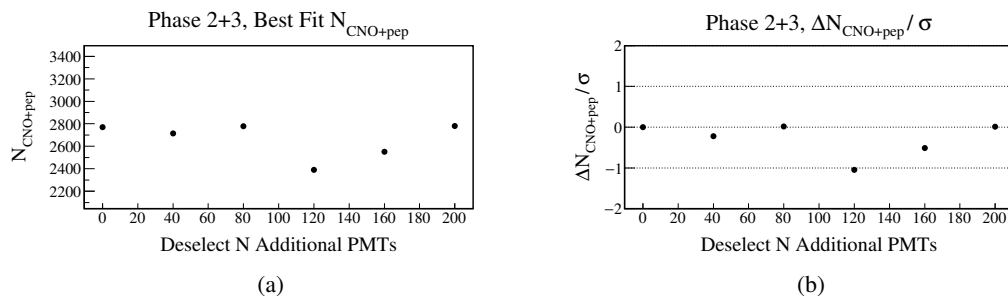 Phase 2+3, Best Fit N_CNO+pep
N_CNO+pep
3400
3200
3000
2800
2600
2400
2200
0 20 40 60 80 100 120 140 160 180 200
Deselect N Additional PMTs
(a)
Phase 2+3, ΔN_CNO+pep / σ
ΔN_CNO+pep / σ
2
1
0
−1
−2
0 20 40 60 80 100 120 140 160 180 200
Deselect N Additional PMTs
(b)